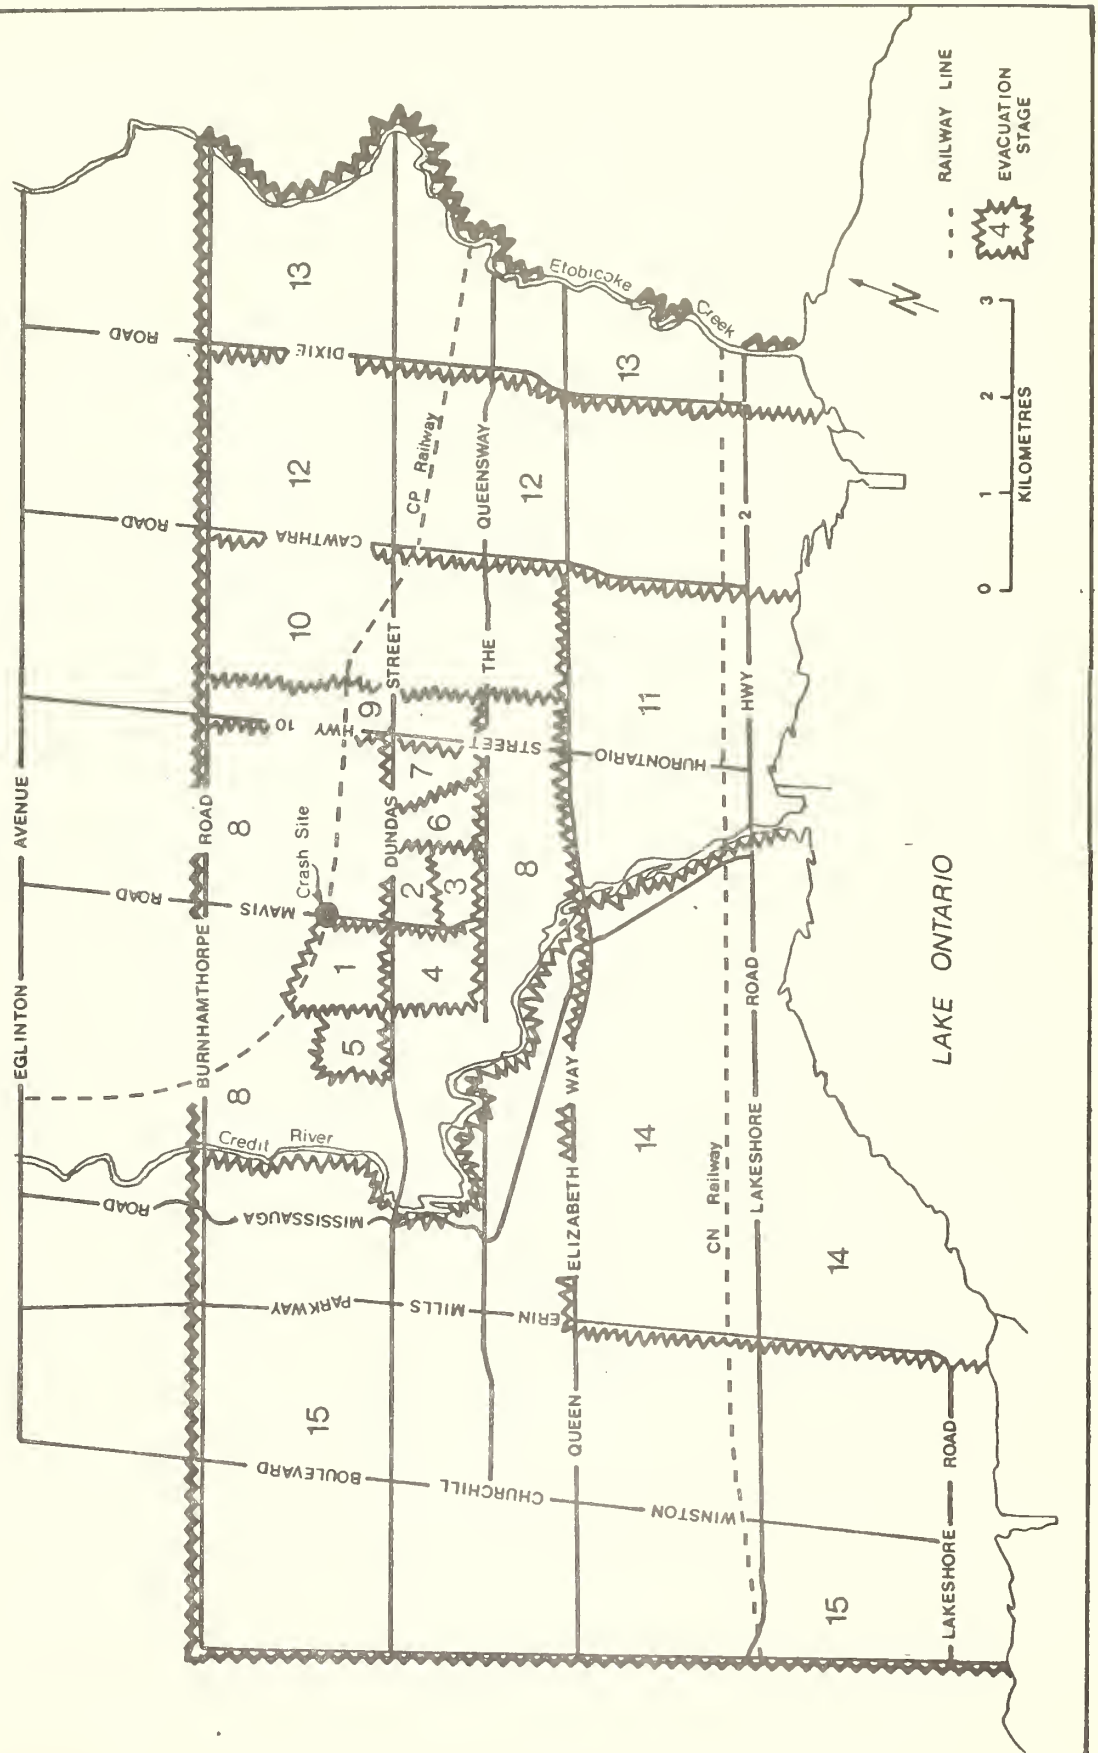 EGLINTON
AVENUE
BURNHAMTHORPE
ROAD
DUNDAS
STREET
THE
QUEENSWAY
QUEEN
ELIZABETH
WAY
LAKESHORE
ROAD
HWY
2
LAKESHORE
ROAD
WINSTON
CHURCHILL
BOULEVARD
ERIN
MILLS
PARKWAY
MISSISSAUGA
ROAD
MAVIS
ROAD
HURONTARIO
STREET
HWY 10
CAWTHRA
ROAD
DIXIE
ROAD
Credit River
Etobicoke
Creek
CP Railway
CN Railway
Crash Site
1
2
3
4
5
6
7
8
8
8
9
10
11
12
12
13
13
14
14
15
15
LAKE ONTARIO
RAILWAY LINE
4
EVACUATION
STAGE
N
0 1 2 3
KILOMETRES